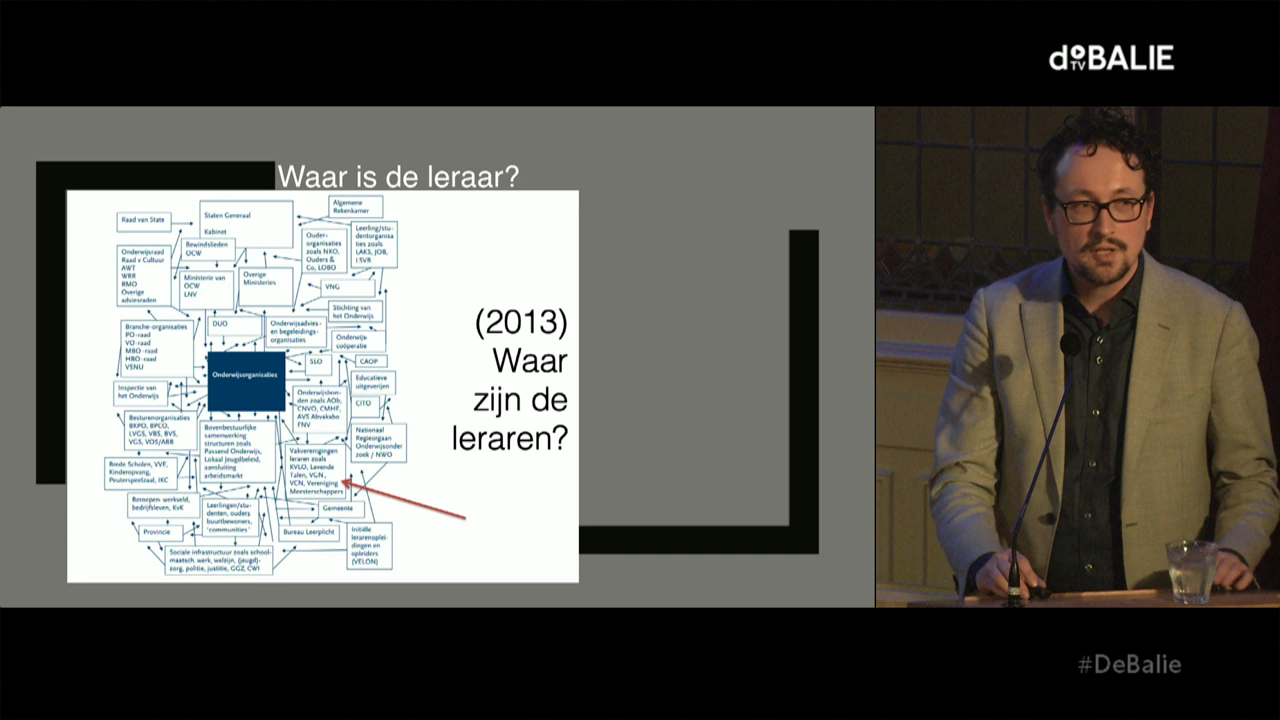 doBALIE
TV
Waar is de leraar?
Raad van State
Staten Generaal
Kabinet
Algemene
Rekenkamer
Onderwijsraad
Raad v Cultuur
AWT
WRR
RMO
Overige
adviesraden
Bewindslieden
OCW
Ouder-
organisaties
zoals NKO,
Ouders &
Co, LOBO
Leerling/stu-
dentorganisa
ties zoals
LAKS, JOB,
LSVB
Ministerie van
OCW
LNV
Overige
Ministeries
VNG
Stichting van
het Onderwijs
Branche-organisaties
PO-raad
VO-raad
MBO-raad
HBO-raad
VSNU
DUO
Onderwijsadvies-
en begeleidings-
organisaties
Onderwijs-
coöperatie
Onderwijsorganisaties
SLO
CAOP
Educatieve
uitgeverijen
Inspectie van
het Onderwijs
Onderwijsbon-
den zoals AOb,
CNVO, CMHF,
AVS Abvakabo
FNV
CITO
Besturenorganisaties
BKPO, BPCO,
LVGS, VBS, BVS,
VGS, VOS/ABB
Bovenbestuurlijke
samenwerking
structuren zoals
Passend Onderwijs,
Lokaal Jeugdbeleid,
aansluiting
arbeidsmarkt
Nationaal
Regieorgaan
Onderwijsonder
zoek / NWO
Brede Scholen, VVE,
Kinderopvang,
Peuterspeelzaal, IKC
Vakverenigingen
leraren zoals
KVLO, Levende
Talen, VGN,
VCN, Vereniging
Meesterschappers
Beroepen werkveld,
bedrijfsleven, KvK
Leerlingen/stu-
denten, ouders
buurtbewoners,
'communities'
Gemeente
Provincie
Bureau Leerplicht
Initiële
lerarenoplei-
dingen en
opleiders
(VELON)
Sociale infrastructuur zoals school-
maatsch. werk, welzijn, (jeugd)-
zorg, politie, justitie, GGZ, CWI
(2013)
Waar
zijn de
leraren?
#DeBalie